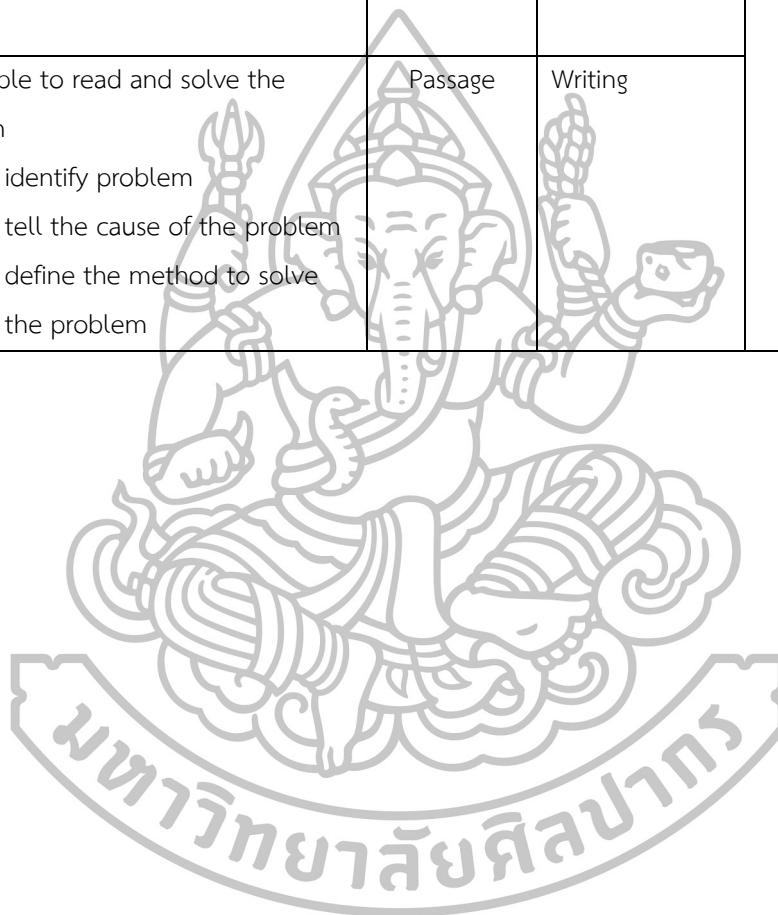 ble to read and solve the
Passage
Writing
identify problem
tell the cause of the problem
define the method to solve
the problem
มหาวิทยาลัยศิลปากร